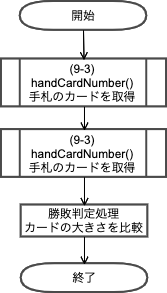 開始
(9-3)
handCardNumber()
手札のカードを取得
(9-3)
handCardNumber()
手札のカードを取得
勝敗判定処理
カードの大きさを比較
終了